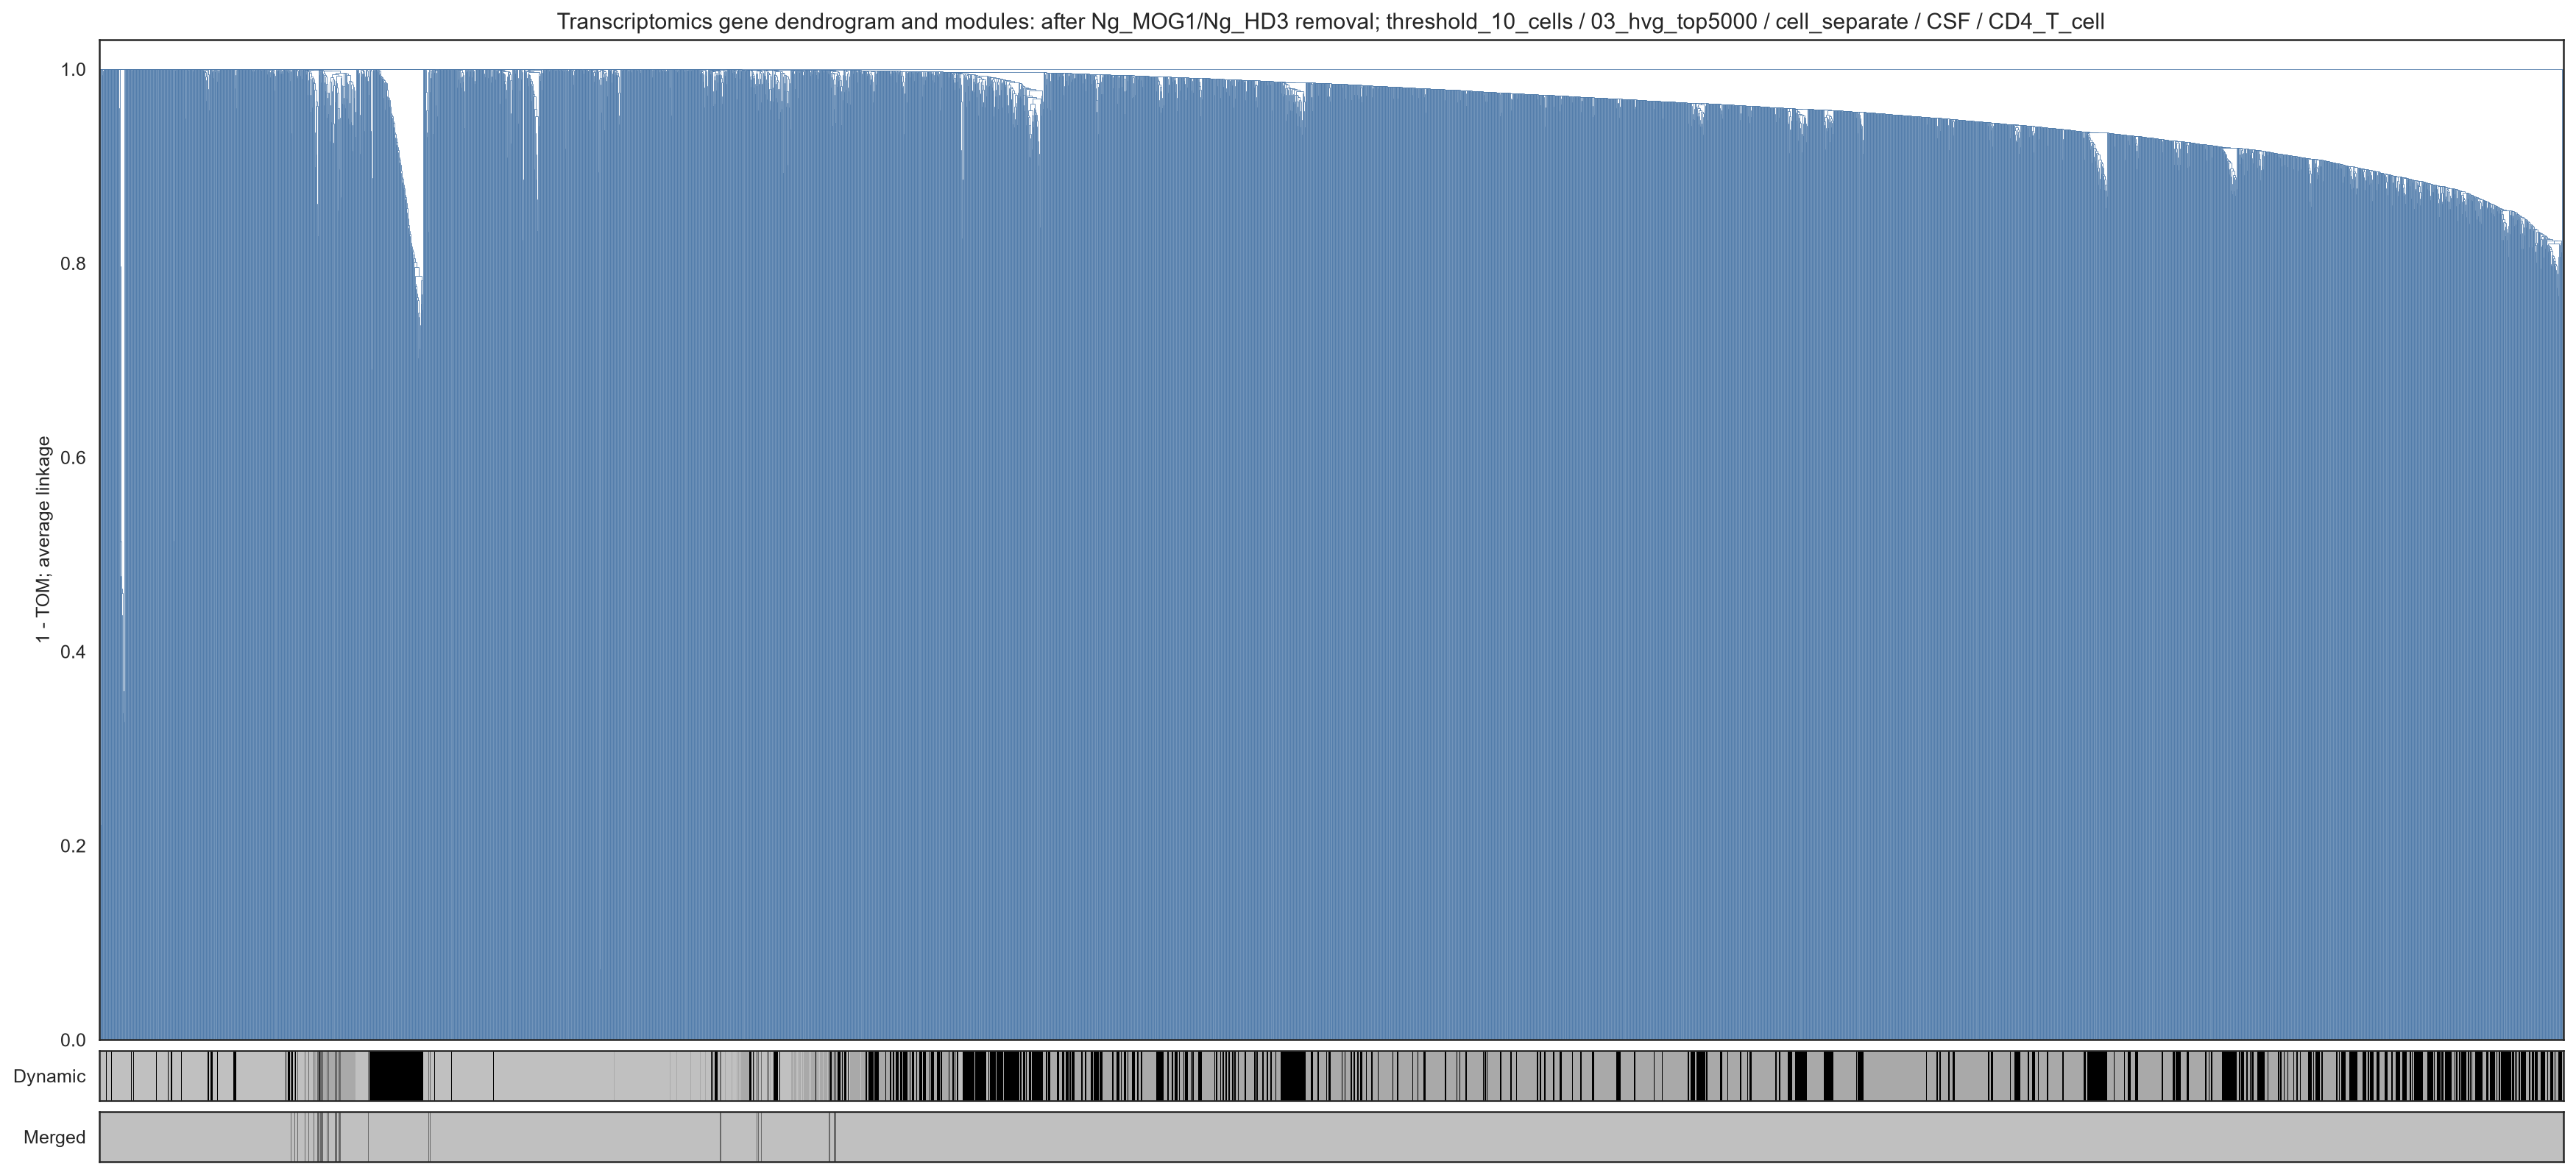 Transcriptomics gene dendrogram and modules: after Ng_MOG1/Ng_HD3 removal; threshold_10_cells / 03_hvg_top5000 / cell_separate / CSF / CD4_T_cell
1.0
0.8
0.6
0.4
0.2
0.0
1 - TOM; average linkage
Dynamic
Merged